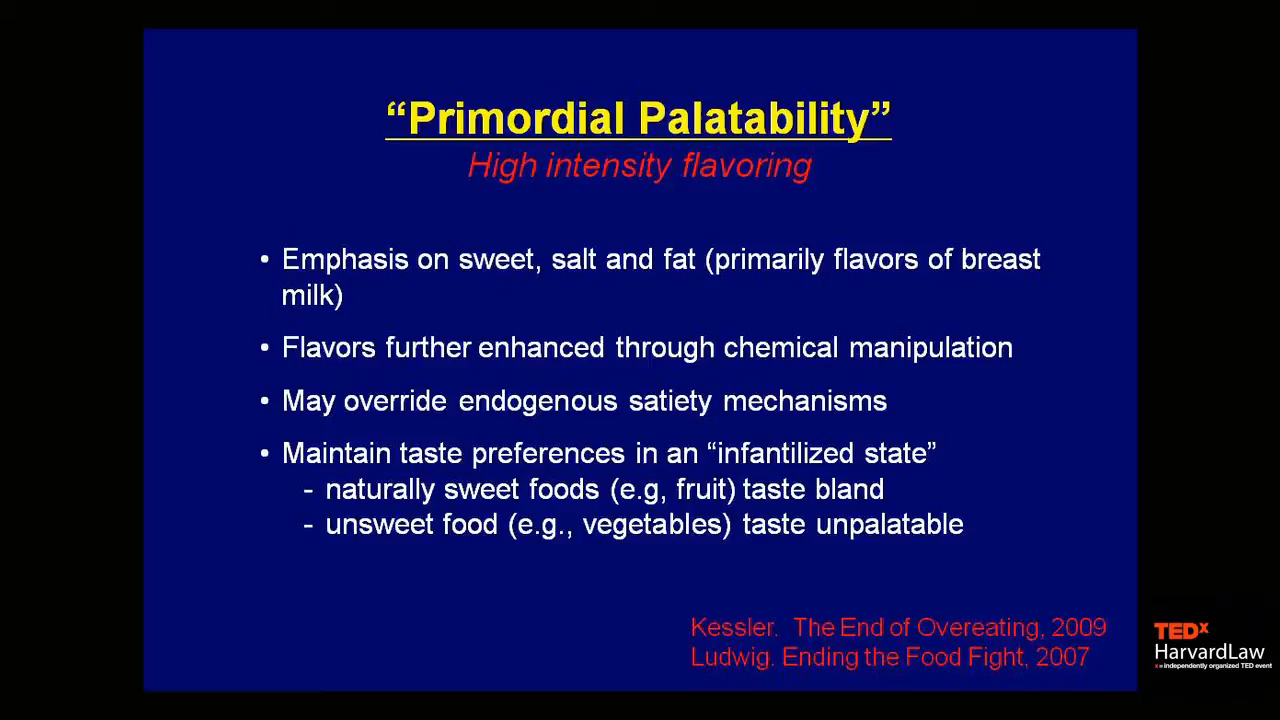 “Primordial Palatability”
High intensity flavoring
• Emphasis on sweet, salt and fat (primarily flavors of breast
milk)
• Flavors further enhanced through chemical manipulation
• May override endogenous satiety mechanisms
• Maintain taste preferences in an “infantilized state”
- naturally sweet foods (e.g, fruit) taste bland
- unsweet food (e.g., vegetables) taste unpalatable
Kessler. The End of Overeating, 2009
Ludwig. Ending the Food Fight, 2007
TEDx
HarvardLaw
x = independently organized TED event